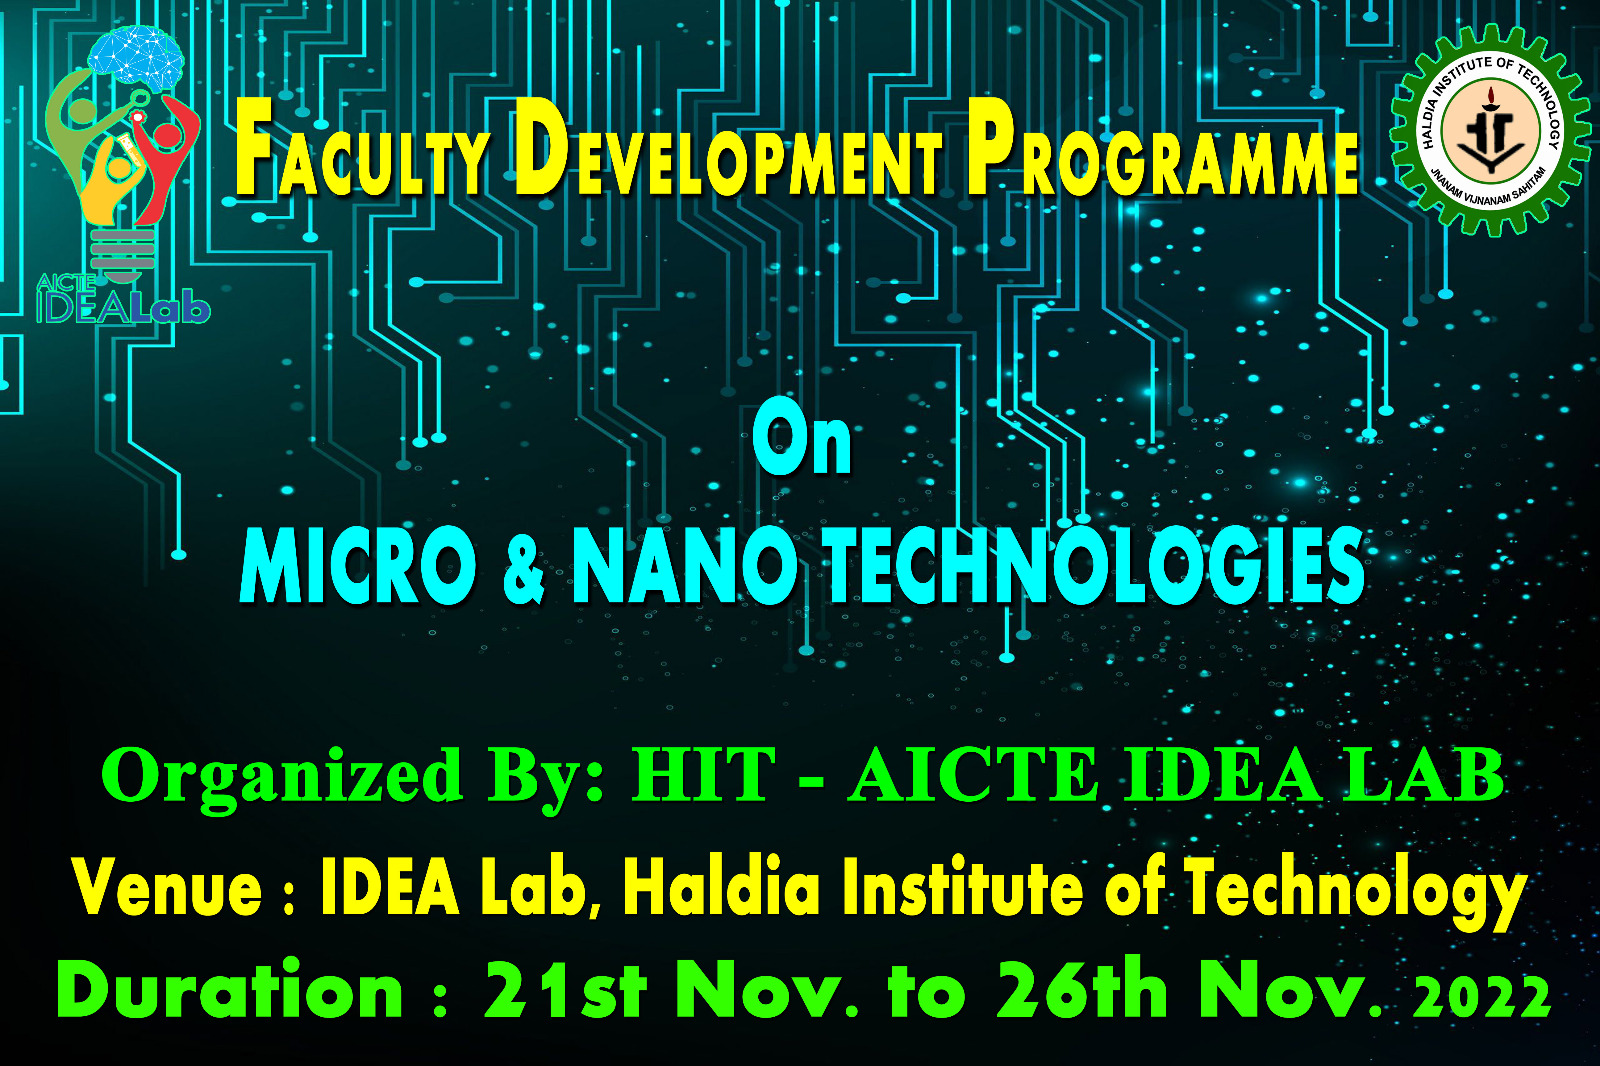 AICTE
IDEALab
FACULTY DEVELOPMENT PROGRAMME
HALDIA INSTITUTE OF TECHNOLOGY
JNANAM VIJNANAM SAHITAM
On
MICRO & NANO TECHNOLOGIES
Organized By: HIT - AICTE IDEA LAB
Venue : IDEA Lab, Haldia Institute of Technology
Duration : 21st Nov. to 26th Nov. 2022